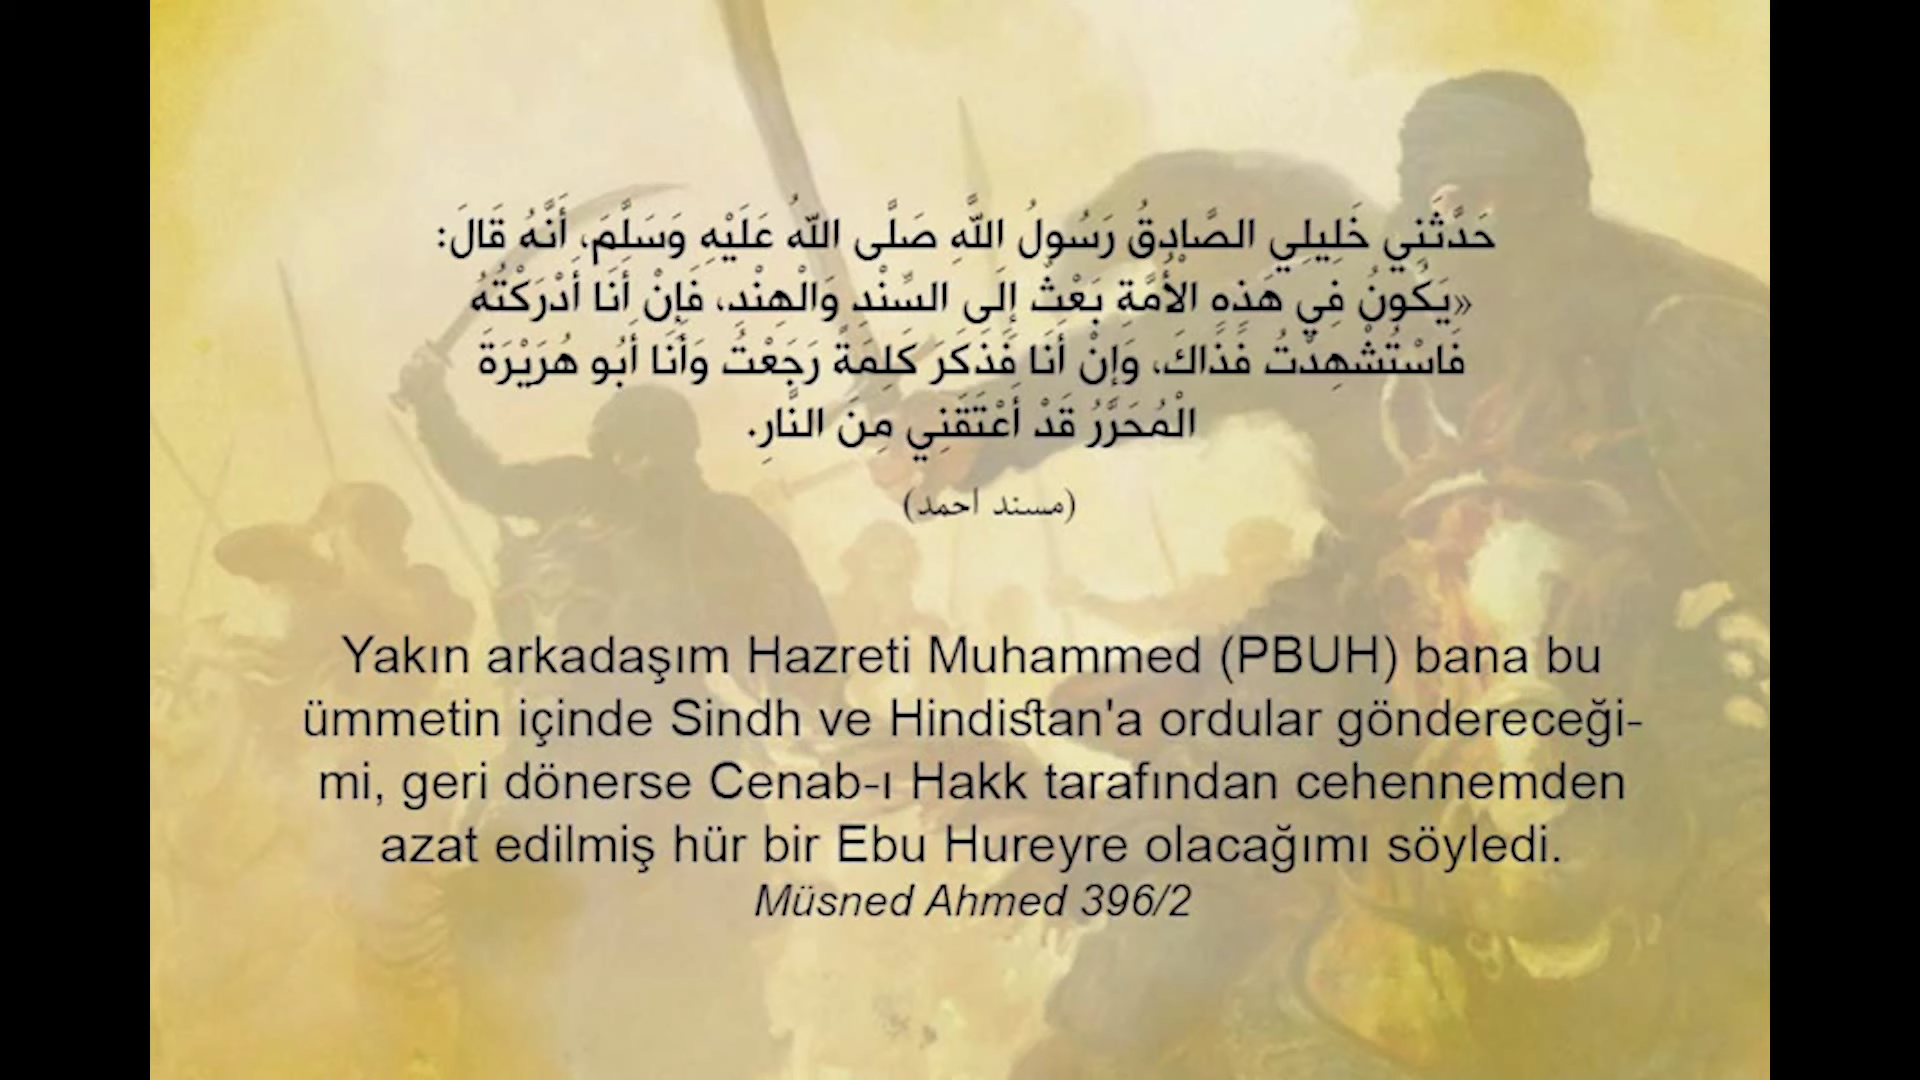 حَدَّثَنِي خَلِيلِي الصَّادِقُ رَسُولُ اللَّهِ صَلَّى اللهُ عَلَيْهِ وَسَلَّمَ، أَنَّهُ قَالَ:
«يَكُونُ فِي هَذِهِ الْأُمَّةِ بَعْثٌ إِلَى السِّنْدِ وَالْهِنْدِ، فَإِنْ أَنَا أَدْرَكْتُهُ
فَاسْتُشْهِدْتُ فَذَاكَ، وَإِنْ أَنَا فَذَكَرَ كَلِمَةً رَجَعْتُ وَأَنَا أَبُو هُرَيْرَةَ
الْمُحَرَّرُ قَدْ أَعْتَقَنِي مِنَ النَّارِ.
(مسند احمد)
Yakın arkadaşım Hazreti Muhammed (PBUH) bana bu
ümmetin içinde Sindh ve Hindistan'a ordular göndereceği-
mi, geri dönerse Cenab-ı Hakk tarafından cehennemden
azat edilmiş hür bir Ebu Hureyre olacağımı söyledi.
Müsned Ahmed 396/2